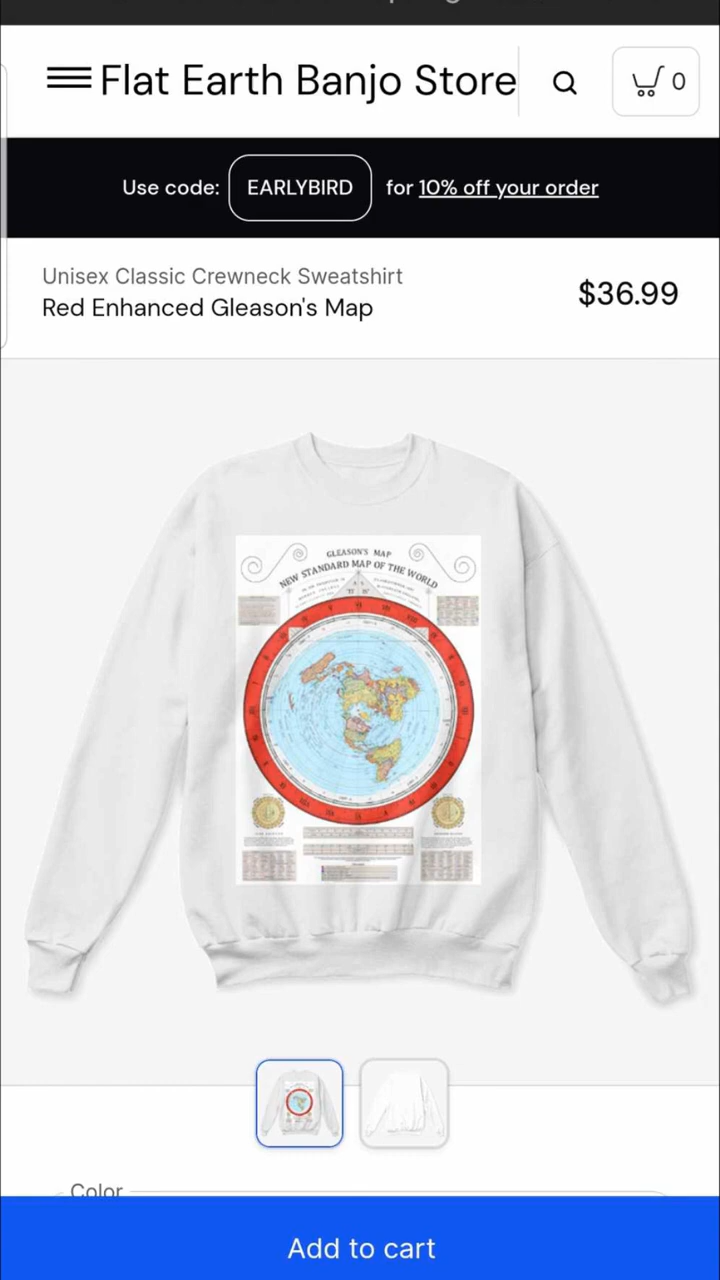 Flat Earth Banjo Store
0
Use code: EARLYBIRD for 10% off your order
Unisex Classic Crewneck Sweatshirt
Red Enhanced Gleason's Map
$36.99
GLEASON'S MAP
NEW STANDARD MAP OF THE WORLD
Color
Add to cart